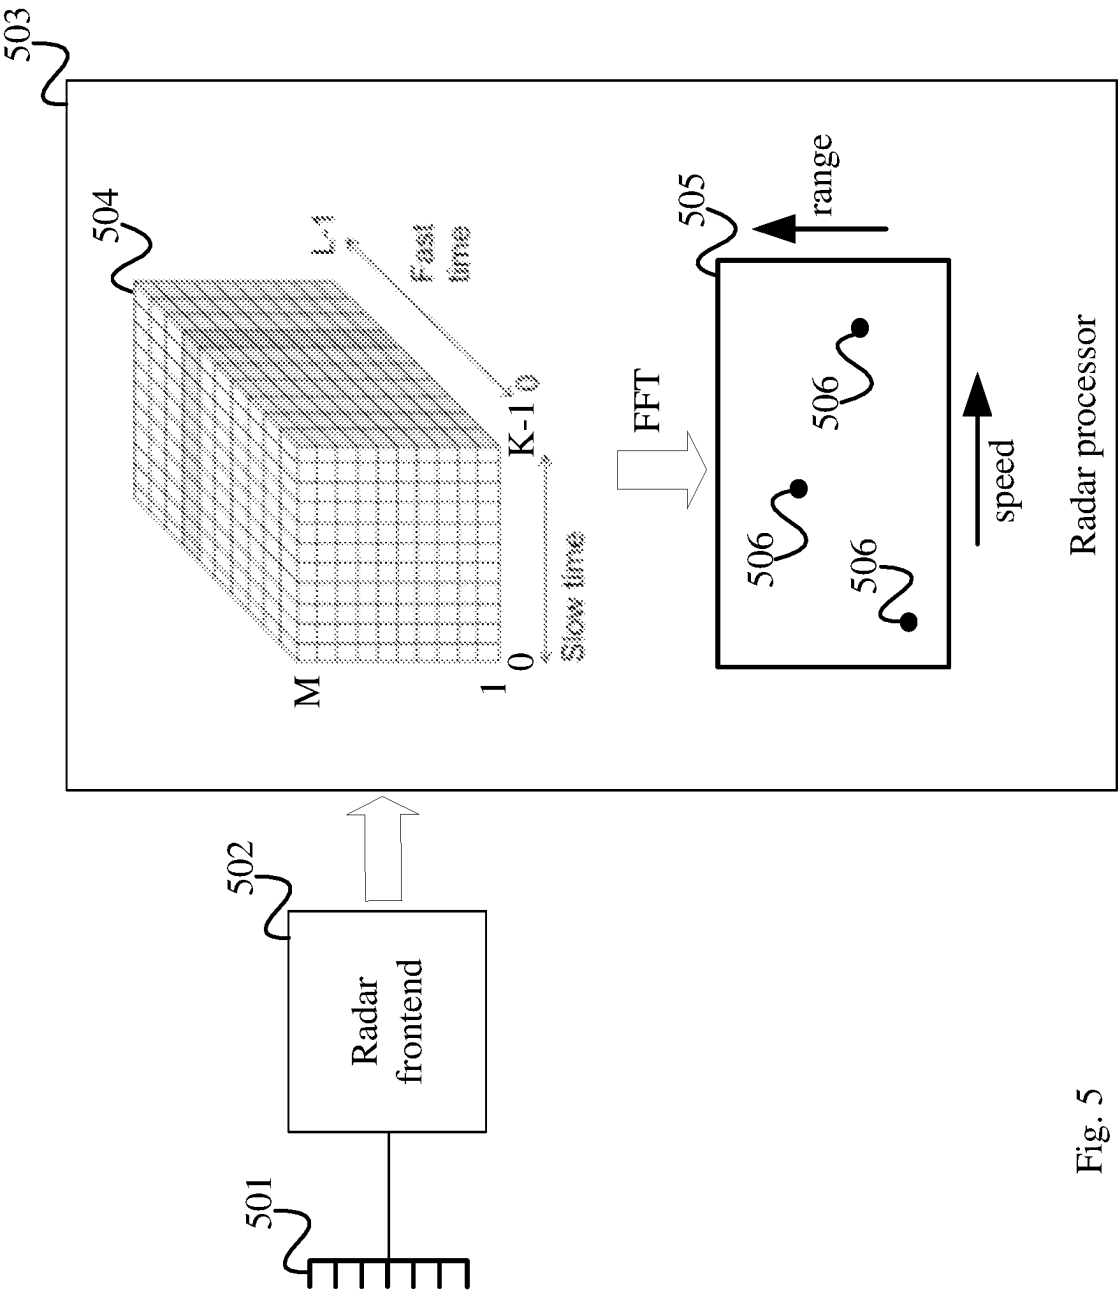 503
504
L-1
Fast
time
0
M
1
0
K-1
Slow time
FFT
505
range
506
506
506
speed
Radar processor
502
Radar
frontend
501
Fig. 5